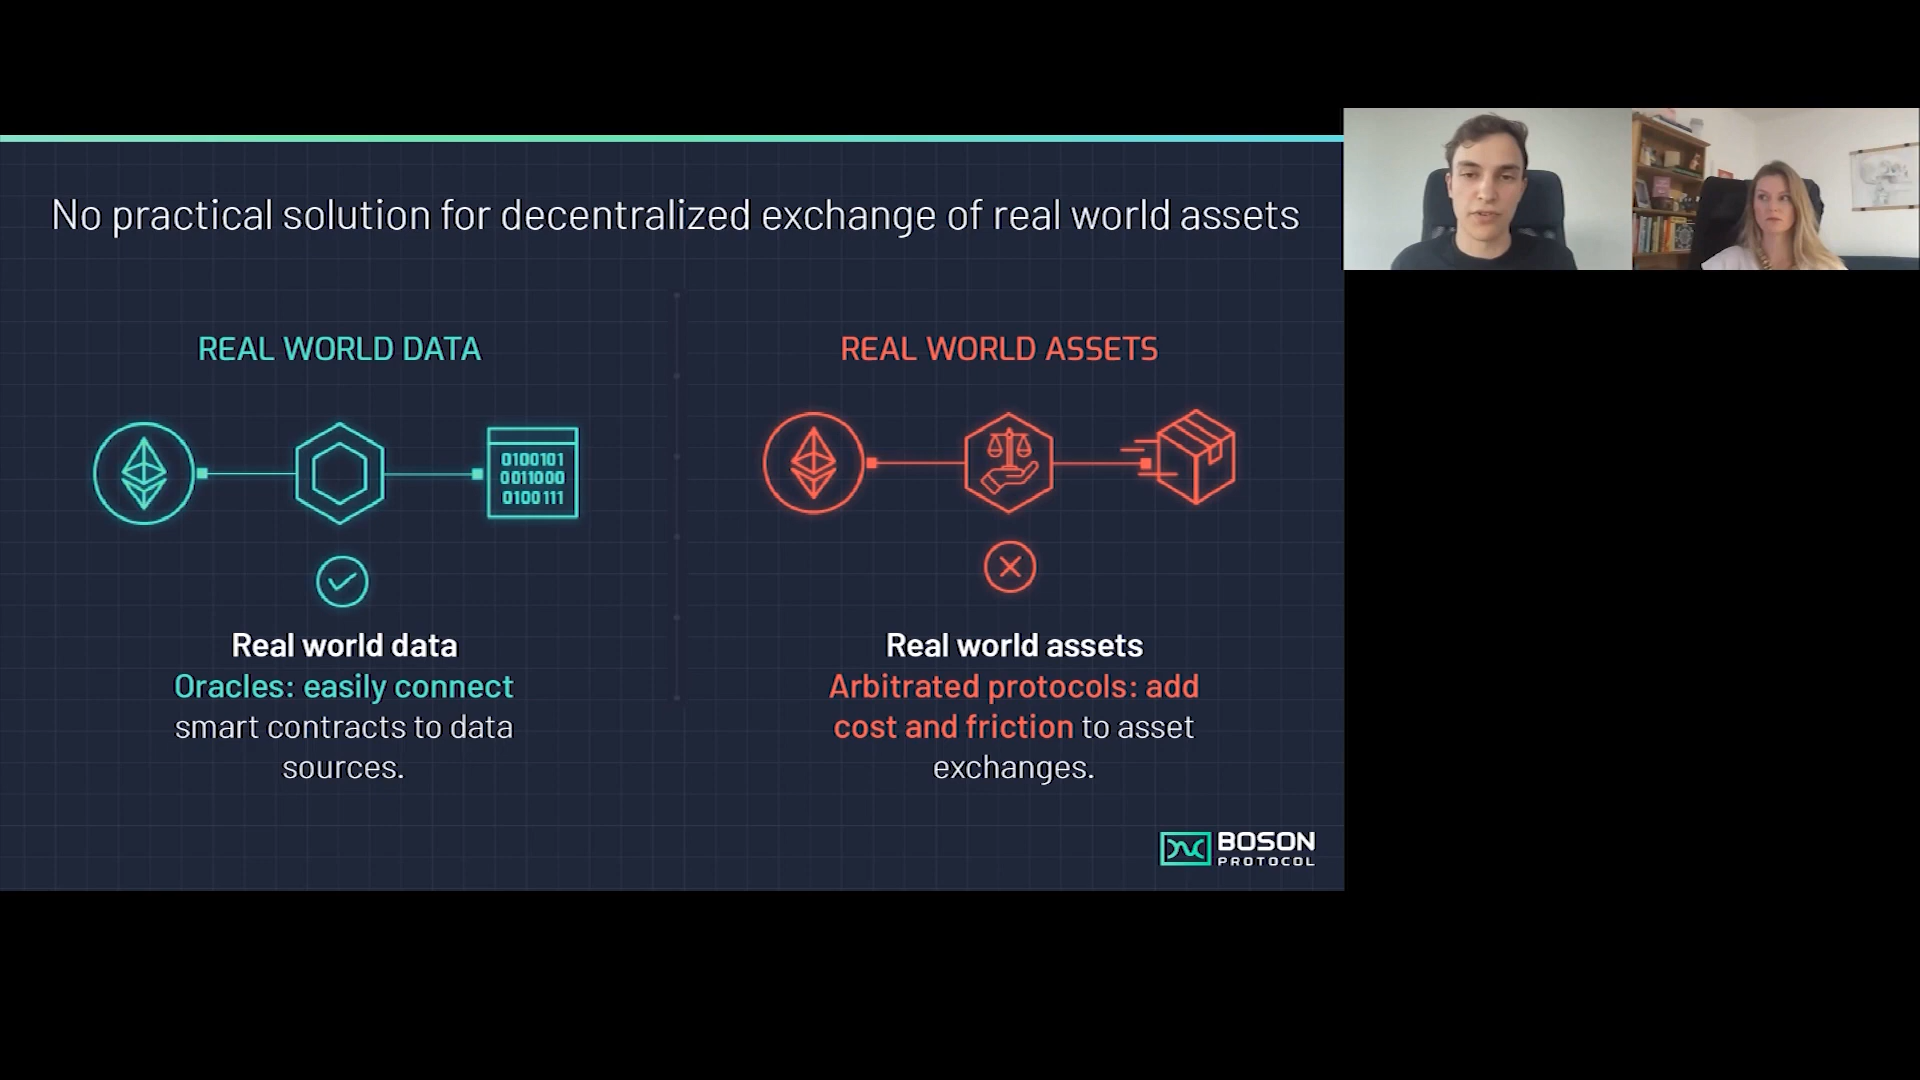 No practical solution for decentralized exchange of real world assets
REAL WORLD DATA
0100101
0011000
0100111
Real world data
Oracles: easily connect
smart contracts to data
sources.
REAL WORLD ASSETS
Real world assets
Arbitrated protocols: add
cost and friction to asset
exchanges.
BOSON
PROTOCOL